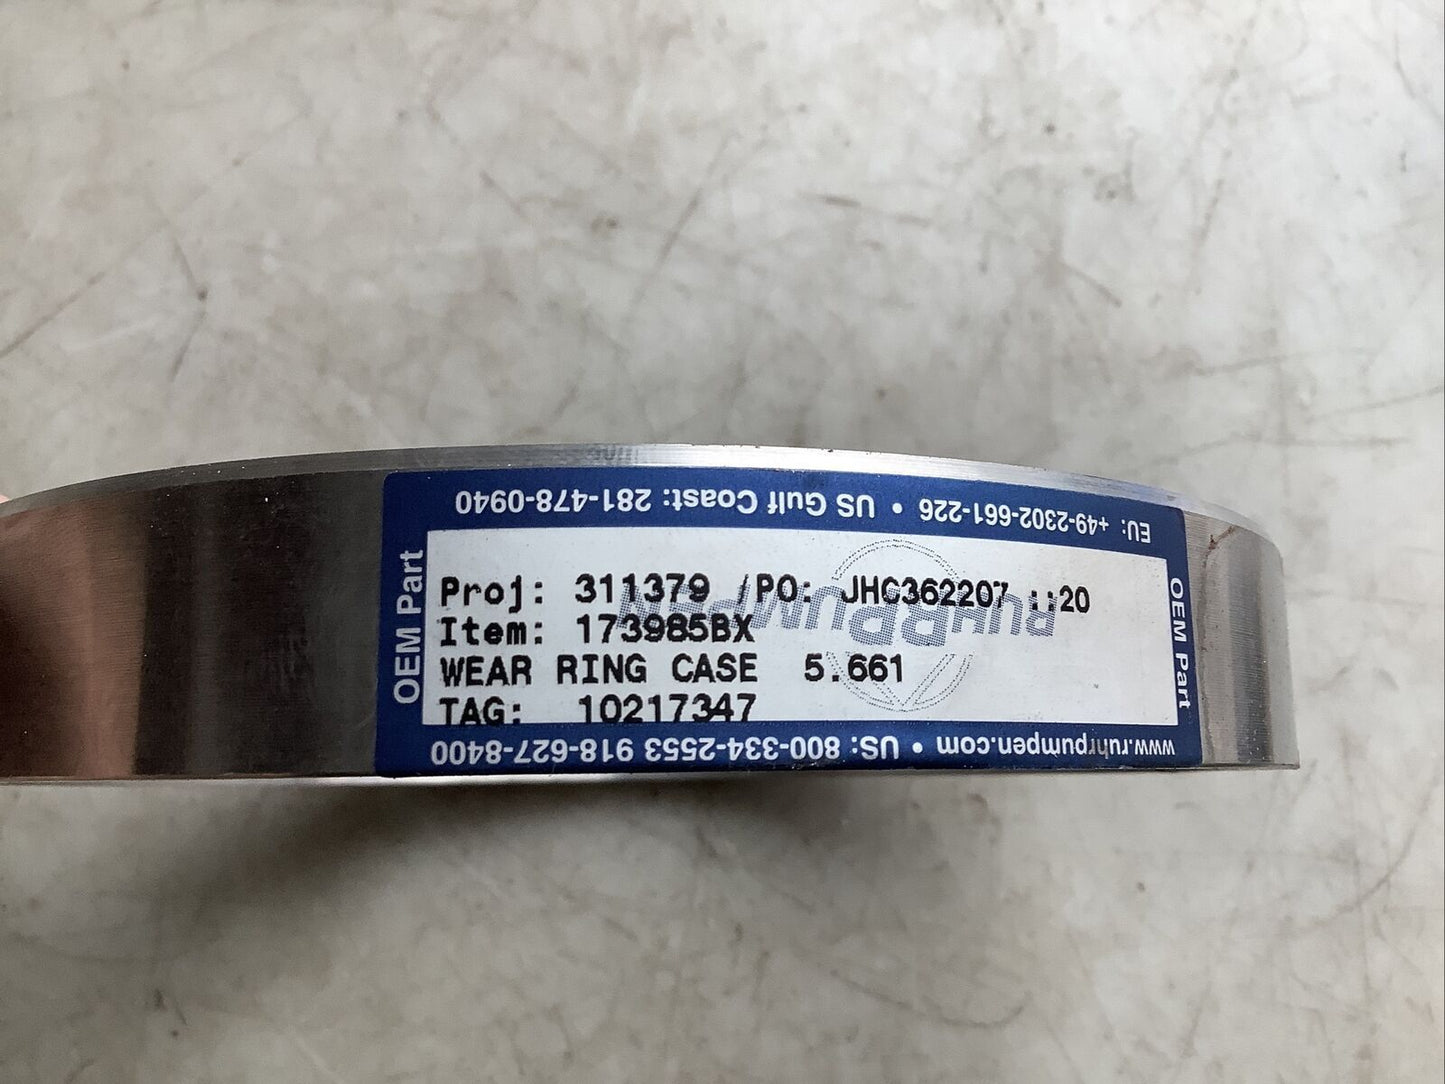 EU: +49-2302-661-226 • US Gulf Coast: 281-478-0940
OEM Part
RUHRPUMPEN
Proj: 311379 /PO: JHC362207 ::20
Item: 173985BX
WEAR RING CASE 5.661
TAG: 10217347
OEM Part
www.ruhrpumpen.com • US: 800-334-2553 918-627-8400